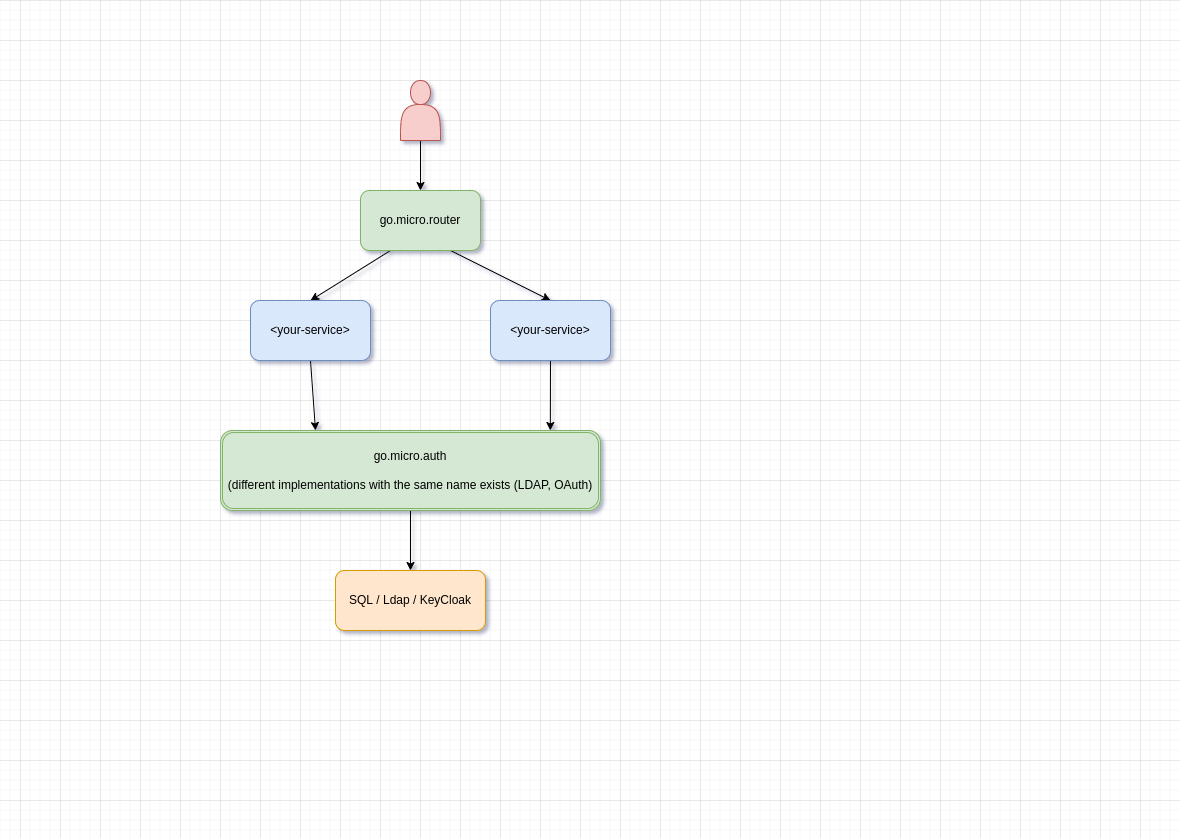 go.micro.router
<your-service>
<your-service>
go.micro.auth
(different implementations with the same name exists (LDAP, OAuth)
SQL / Ldap / KeyCloak